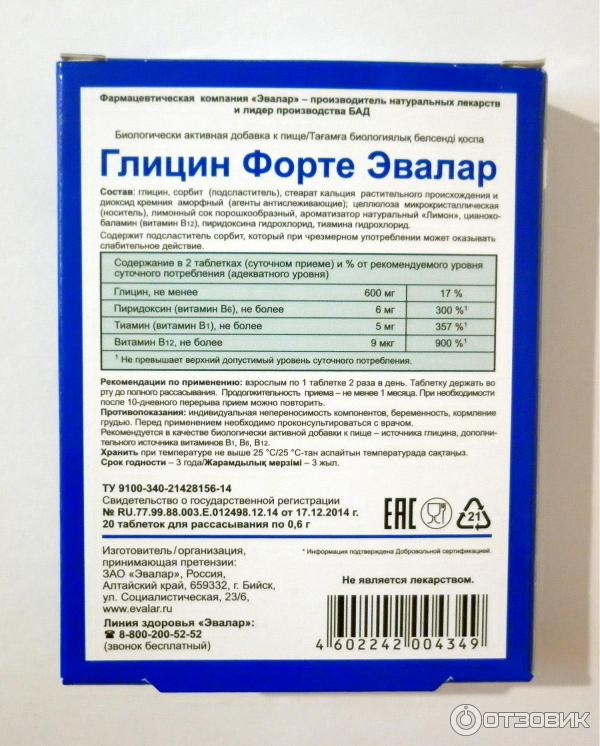 Фармацевтическая компания «Эвалар» – производитель натуральных лекарств
и лидер производства БАД
Биологически активная добавка к пище/Тағамға биологиялық белсенді қоспа
Глицин Форте Эвалар
Состав: глицин, сорбит (подсластитель), стеарат кальция растительного происхождения и
диоксид кремния аморфный (агенты антислеживающие); целлюлоза микрокристаллическая
(носитель), лимонный сок порошкообразный, ароматизатор натуральный «Лимон», цианоко-
баламин (витамин В12), пиридоксина гидрохлорид, тиамина гидрохлорид.
Содержит подсластитель сорбит, который при чрезмерном употреблении может оказывать
слабительное действие.
Содержание в 2 таблетках (суточном приеме) и % от рекомендуемого уровня
суточного потребления (адекватного уровня)
Глицин, не менее 600 мг 17 %
Пиридоксин (витамин В6), не более 6 мг 300 %¹
Тиамин (витамин В1), не более 5 мг 357 %¹
Витамин В12, не более 9 мкг 900 %¹
¹ Не превышает верхний допустимый уровень суточного потребления.
Рекомендации по применению: взрослым по 1 таблетке 2 раза в день. Таблетку держать во
рту до полного рассасывания. Продолжительность приема – не менее 1 месяца. При необходимости
после 10-дневного перерыва прием можно повторить.
Противопоказания: индивидуальная непереносимость компонентов, беременность, кормление
грудью. Перед применением необходимо проконсультироваться с врачом.
Рекомендуется в качестве биологически активной добавки к пище – источника глицина, дополни-
тельного источника витаминов В1, В6, В12.
Хранить при температуре не выше 25 °С/25 °С-тан аспайтын температурада сақтаңыз.
Срок годности – 3 года/Жарамдылық мерзімі – 3 жыл.
ТУ 9100-340-21428156-14
Свидетельство о государственной регистрации
№ RU.77.99.88.003.Е.012498.12.14 от 17.12.2014 г.
20 таблеток для рассасывания по 0,6 г
EAC
21
Изготовитель/организация,
принимающая претензии:
ЗАО «Эвалар», Россия,
Алтайский край, 659332, г. Бийск,
ул. Социалистическая, 23/6,
www.evalar.ru
Линия здоровья «Эвалар»:
☎ 8-800-200-52-52
(звонок бесплатный)
* Информация подтверждена Добровольной сертификацией.
Не является лекарством.
4 602242 004349
ОТЗОВИК